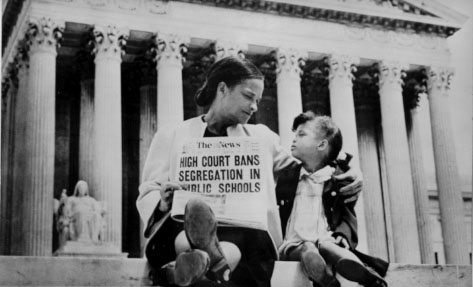 The News
HIGH COURT BANS
SEGREGATION IN
PUBLIC SCHOOLS